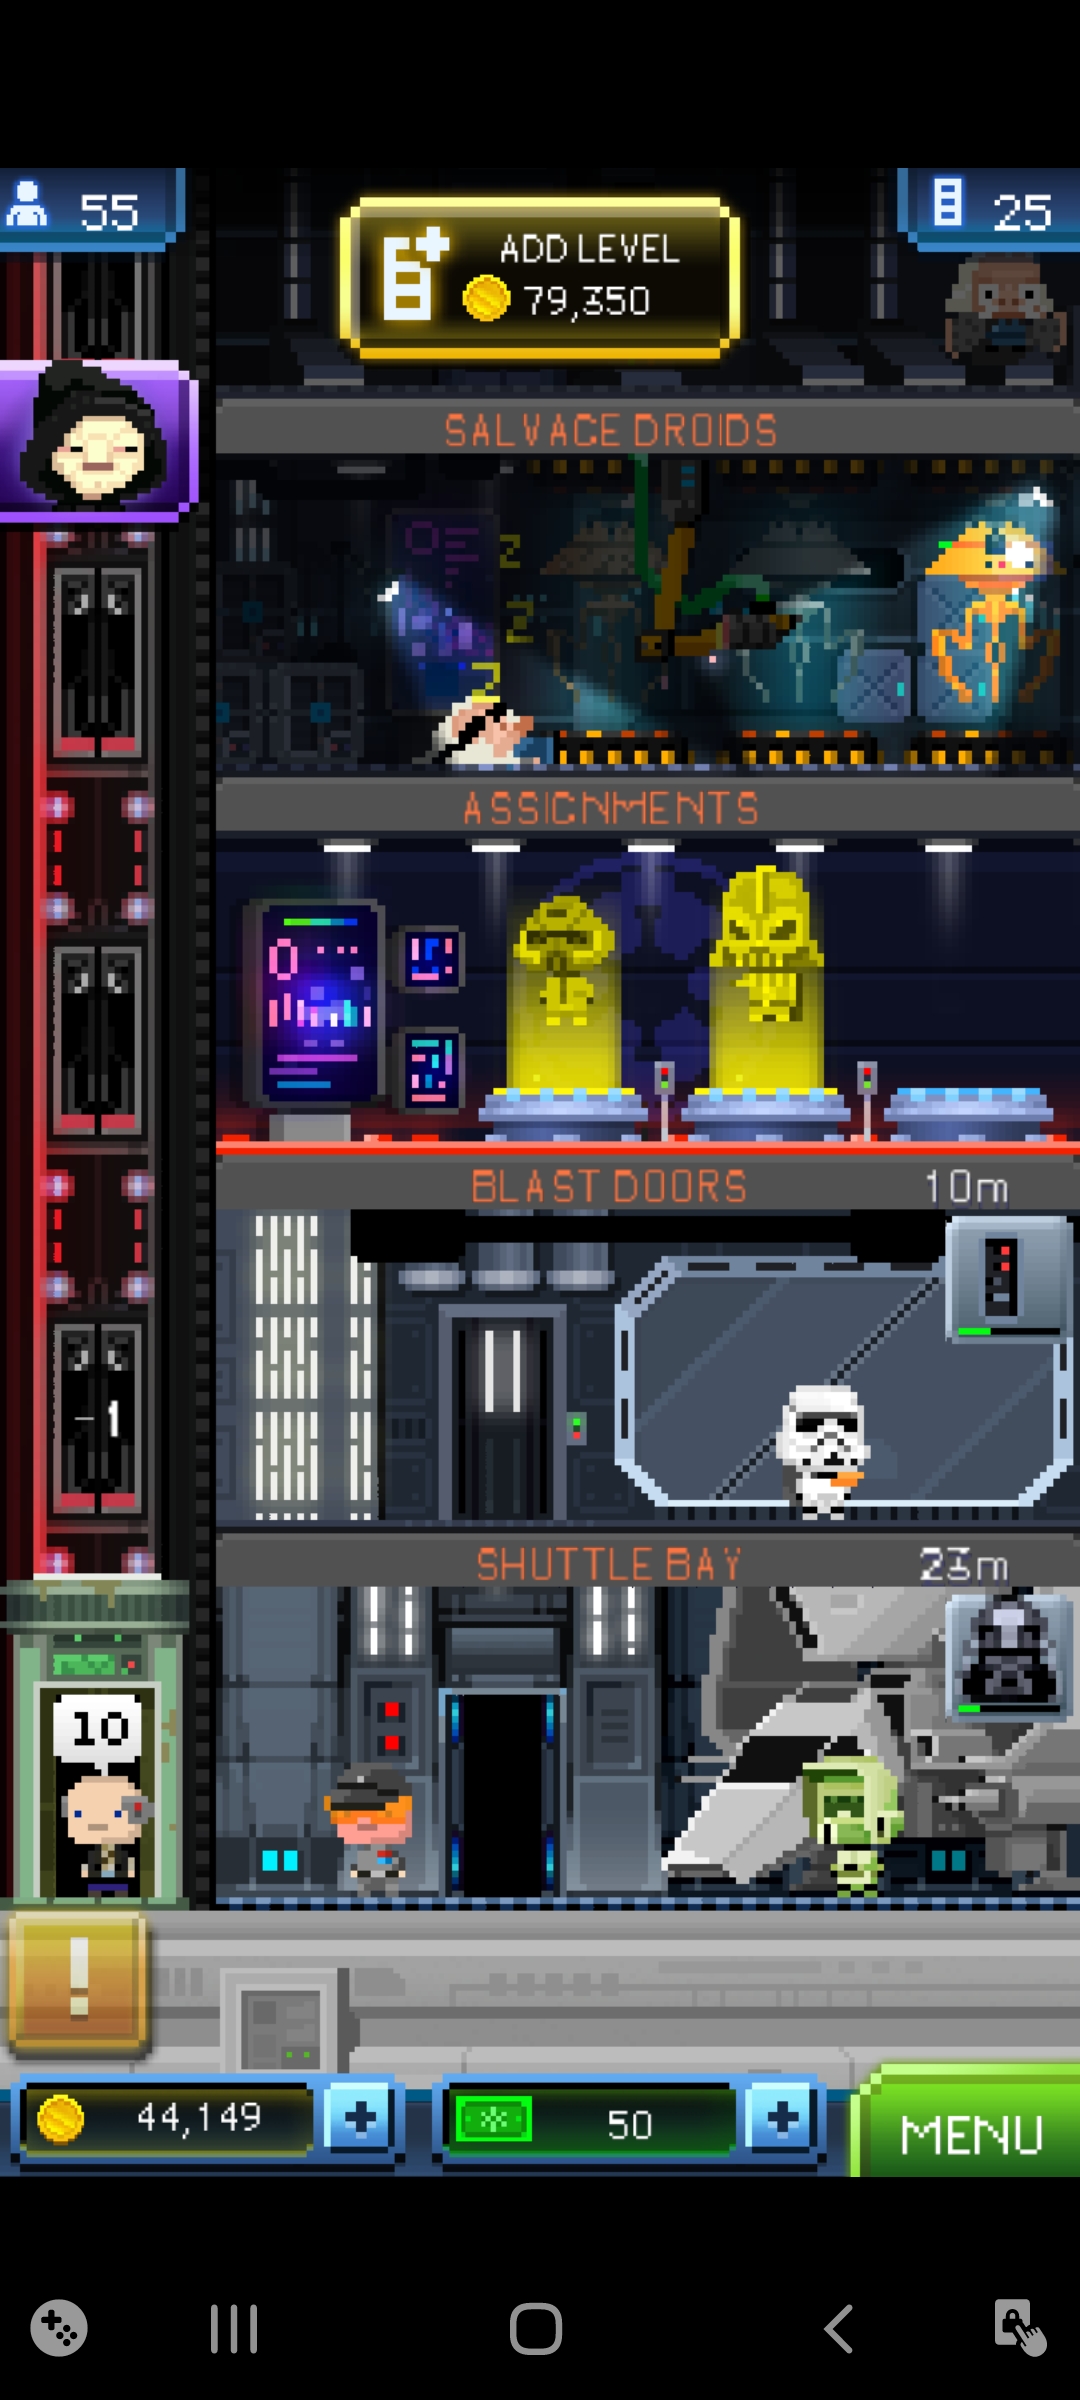 55
ADD LEVEL
79,350
25
SALVAGE DROIDS
Z
Z
Z
ASSIGNMENTS
BLAST DOORS 10m
-1
SHUTTLE BAY 23m
10
!
44,149 +
50 +
MENU